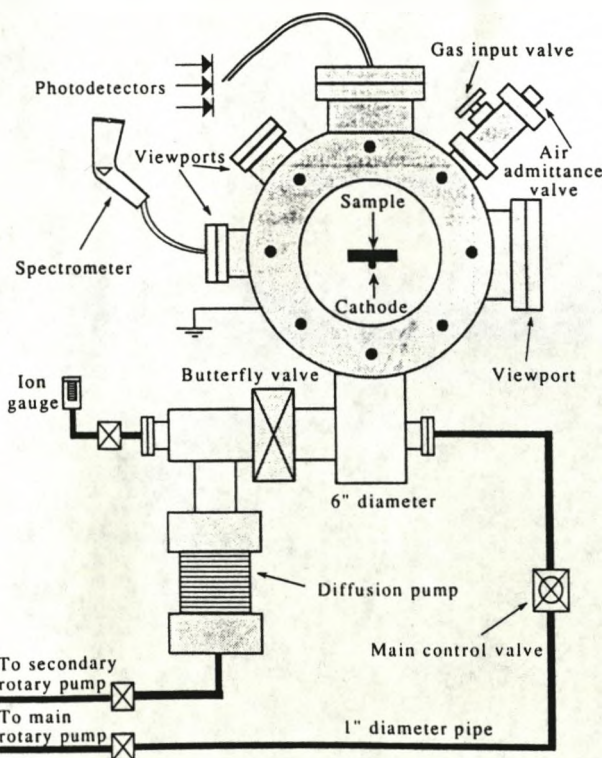 Gas input valve
Photodetectors
Air
admittance
valve
Viewports
Sample
Spectrometer
Cathode
Viewport
Ion
gauge
Butterfly valve
6" diameter
Diffusion pump
Main control valve
To secondary
rotary pump
To main
rotary pump
1" diameter pipe